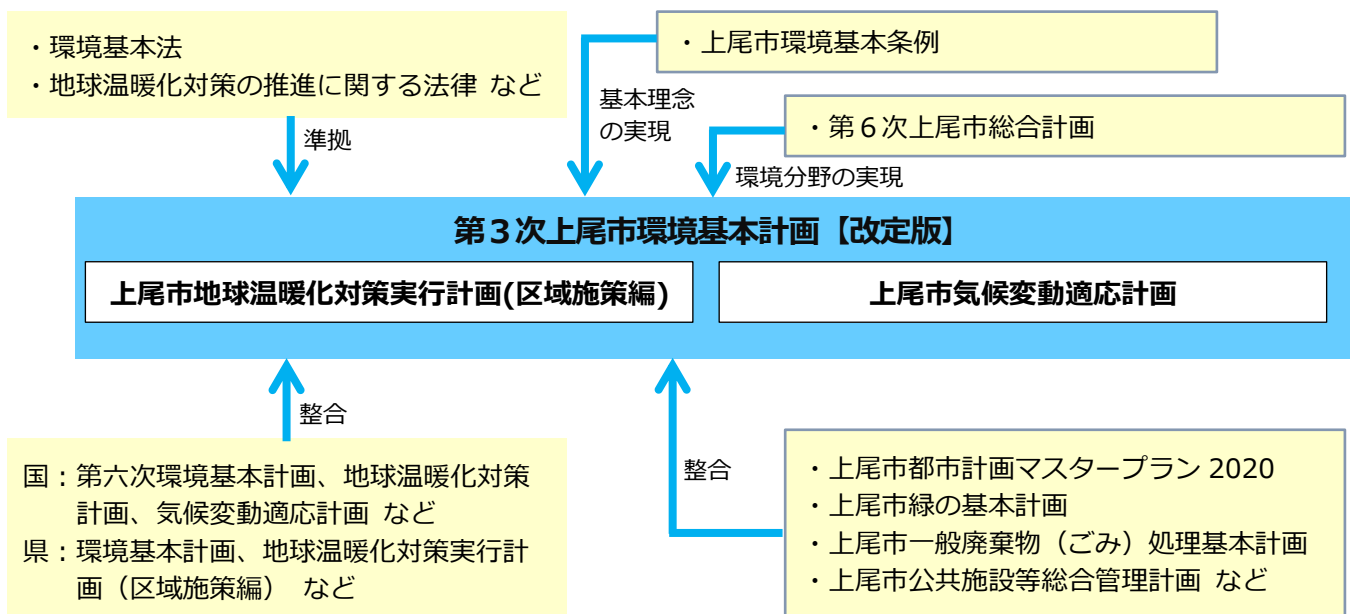 ・環境基本法
・地球温暖化対策の推進に関する法律 など
準拠
・上尾市環境基本条例
基本理念
の実現
・第６次上尾市総合計画
環境分野の実現
第３次上尾市環境基本計画【改定版】
上尾市地球温暖化対策実行計画(区域施策編)
上尾市気候変動適応計画
整合
国：第六次環境基本計画、地球温暖化対策
計画、気候変動適応計画 など
県：環境基本計画、地球温暖化対策実行計
画（区域施策編） など
整合
・上尾市都市計画マスタープラン 2020
・上尾市緑の基本計画
・上尾市一般廃棄物（ごみ）処理基本計画
・上尾市公共施設等総合管理計画 など